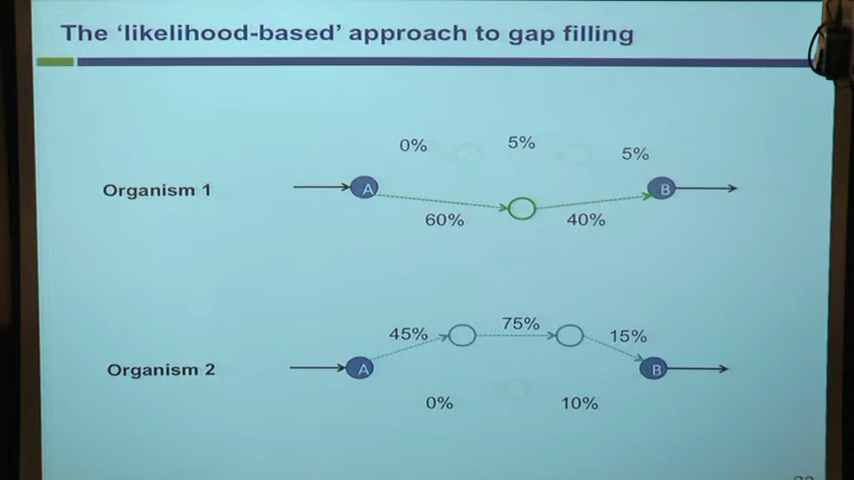 The ‘likelihood-based’ approach to gap filling
0% 5% 5%
Organism 1 A B
60% 40%
45% 75% 15%
Organism 2 A B
0% 10%